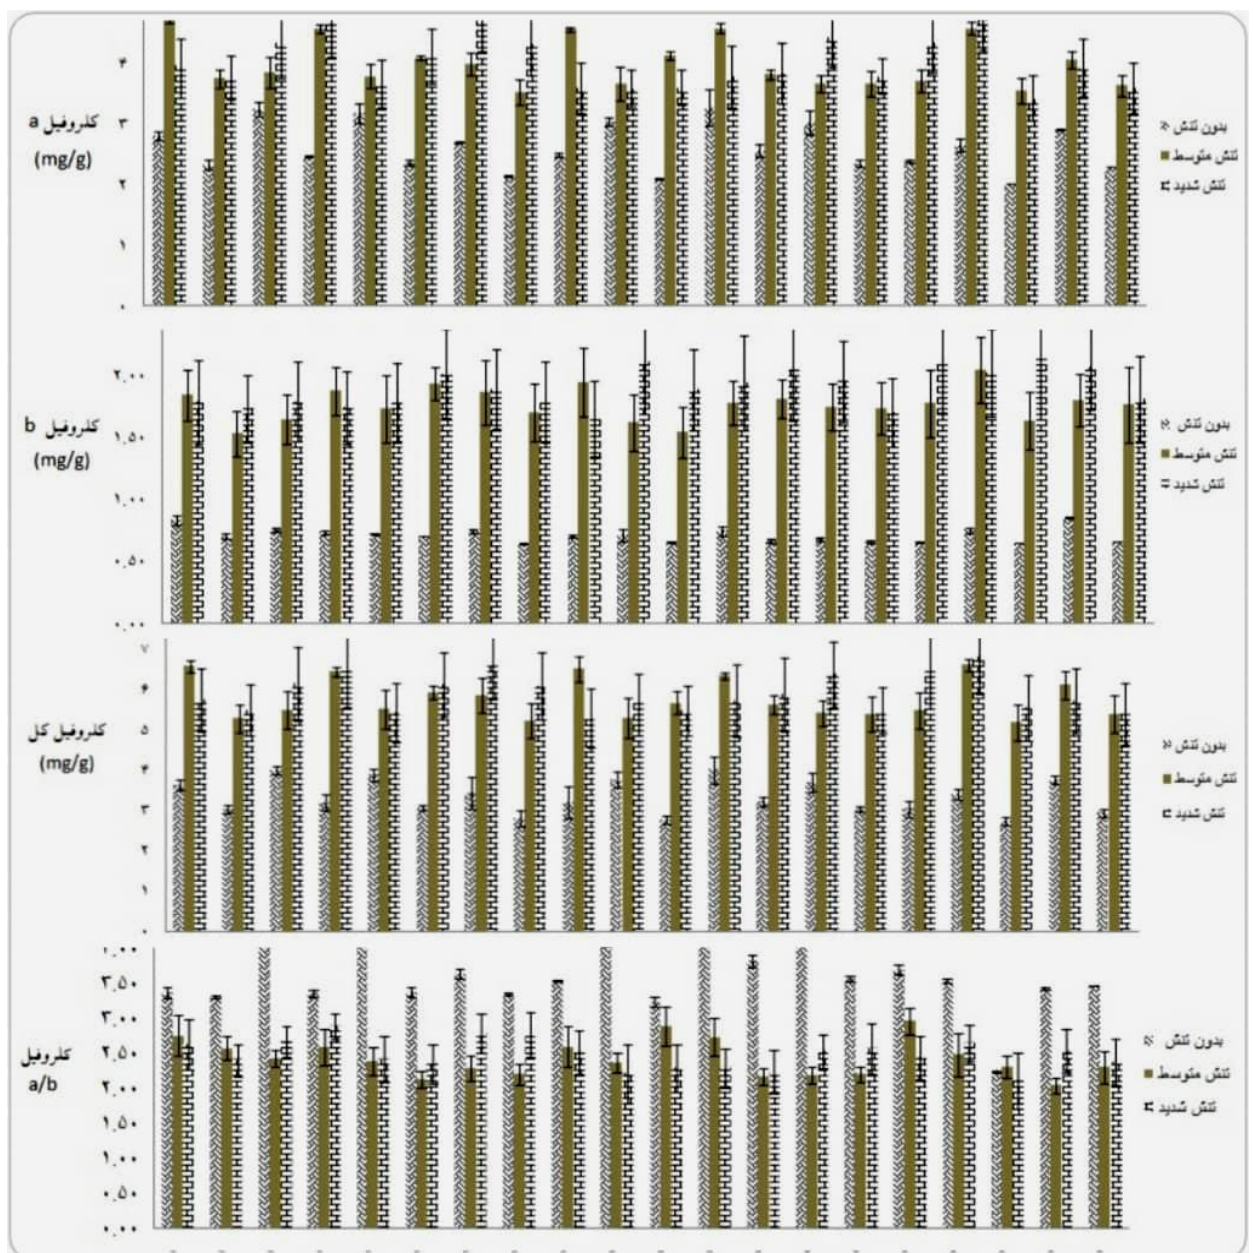 ۴
۳
۲
۱
۰
کلروفیل a
(mg/g)
بدون تنش
تنش متوسط
تنش شدید
۲.۰۰
۱.۵۰
۱.۰۰
۰.۵۰
۰.۰۰
کلروفیل b
(mg/g)
بدون تنش
تنش متوسط
تنش شدید
۷
۶
۵
۴
۳
۲
۱
۰
کلروفیل کل
(mg/g)
بدون تنش
تنش متوسط
تنش شدید
۳.۵۰
۳.۰۰
۲.۵۰
۲.۰۰
۱.۵۰
۱.۰۰
۰.۵۰
۰.۰۰
کلروفیل
a/b
بدون تنش
تنش متوسط
تنش شدید